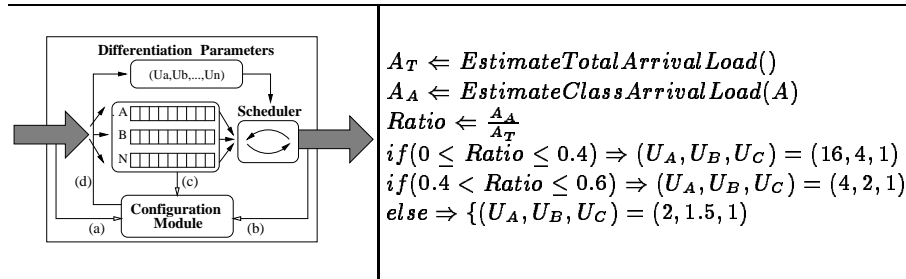 Differentiation Parameters
(Ua,Ub,...,Un)
A
B
N
Scheduler
(d)
(c)
Configuration
Module
(a)
(b)
A_T ⇐ EstimateTotalArrivalLoad()
A_A ⇐ EstimateClassArrivalLoad(A)
Ratio ⇐ A_A/A_T
if(0 ≤ Ratio ≤ 0.4) ⇒ (U_A, U_B, U_C) = (16, 4, 1)
if(0.4 < Ratio ≤ 0.6) ⇒ (U_A, U_B, U_C) = (4, 2, 1)
else ⇒ {(U_A, U_B, U_C) = (2, 1.5, 1)